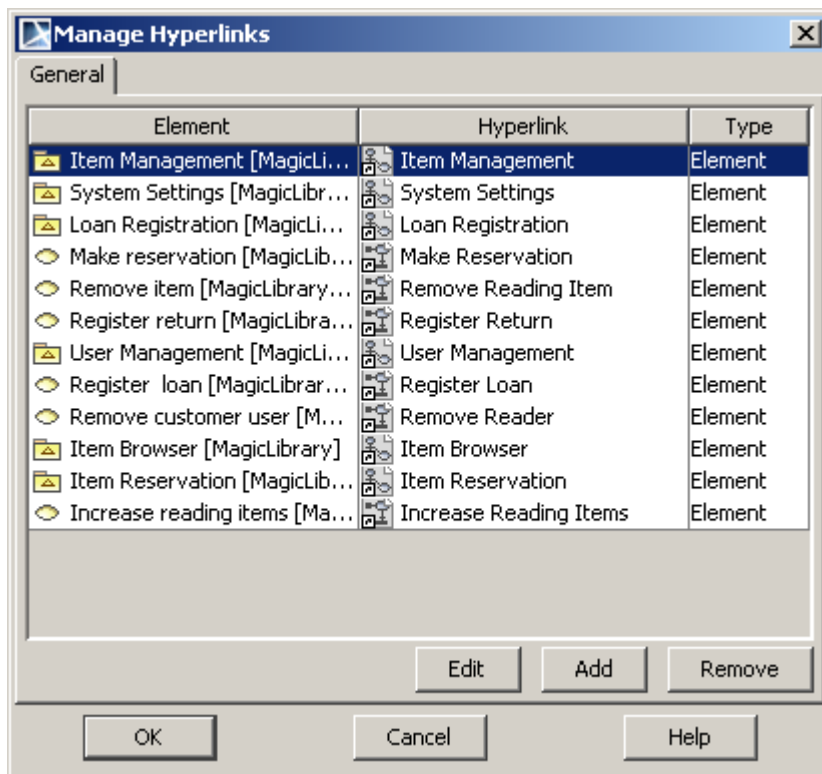 Manage Hyperlinks
General
Element Hyperlink Type
Item Management [MagicLi... Item Management Element
System Settings [MagicLibr... System Settings Element
Loan Registration [MagicLi... Loan Registration Element
Make reservation [MagicLib... Make Reservation Element
Remove item [MagicLibrary... Remove Reading Item Element
Register return [MagicLibra... Register Return Element
User Management [MagicLi... User Management Element
Register  loan [MagicLibrar... Register Loan Element
Remove customer user [M... Remove Reader Element
Item Browser [MagicLibrary] Item Browser Element
Item Reservation [MagicLib... Item Reservation Element
Increase reading items [Ma... Increase Reading Items Element
Edit Add Remove
OK Cancel Help